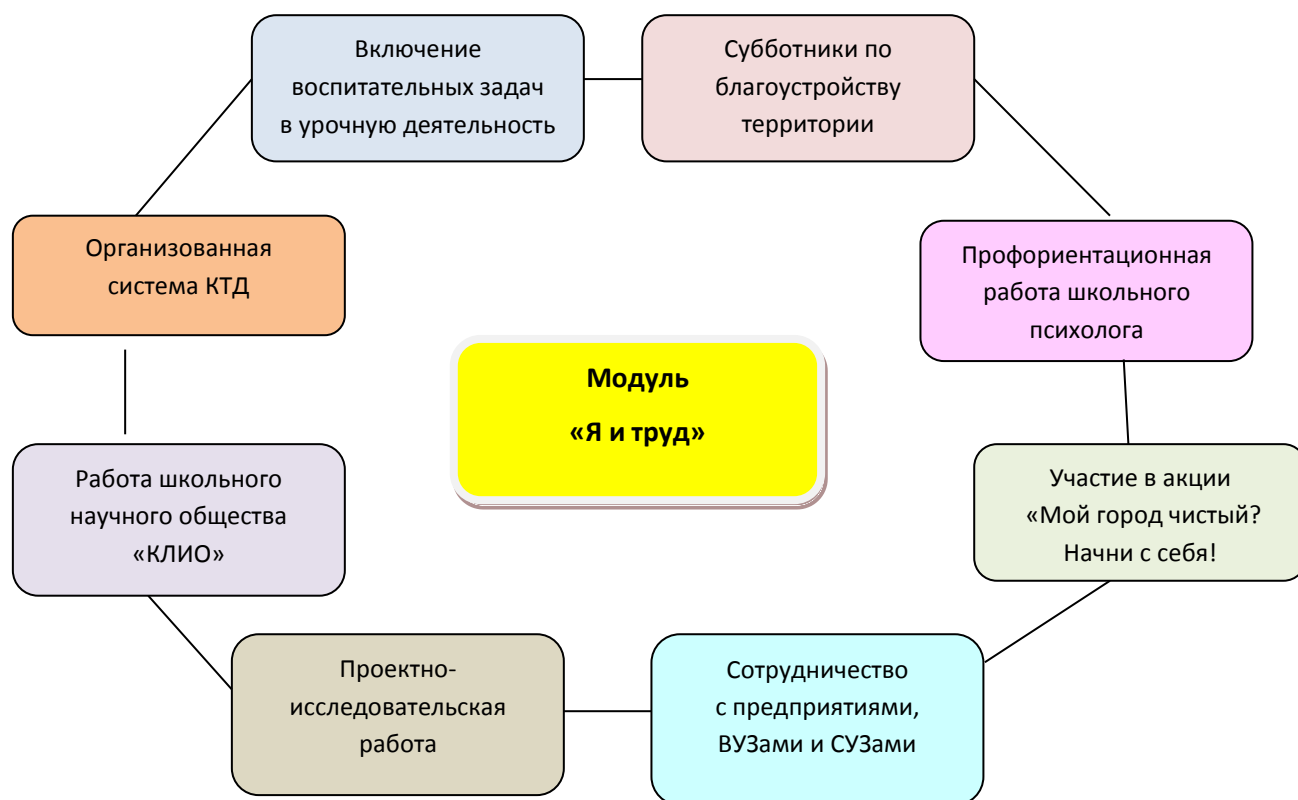 Включение
воспитательных задач
в урочную деятельность
Субботники по
благоустройству
территории
Организованная
система КТД
Профориентационная
работа школьного
психолога
Модуль
«Я и труд»
Работа школьного
научного общества
«КЛИО»
Участие в акции
«Мой город чистый?
Начни с себя!
Проектно-
исследовательская
работа
Сотрудничество
с предприятиями,
ВУЗами и СУЗами